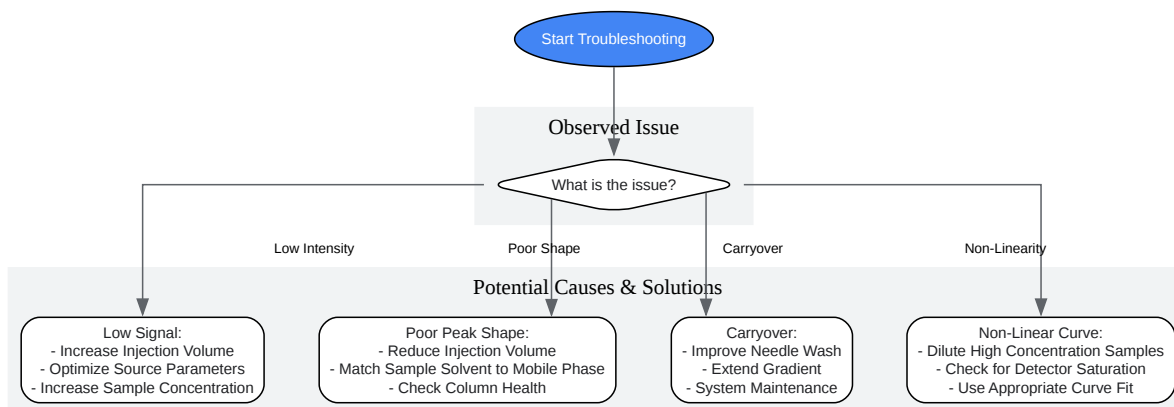 Start Troubleshooting
Observed Issue
What is the issue?
Low Intensity
Poor Shape
Carryover
Non-Linearity
Potential Causes & Solutions
Low Signal:
- Increase Injection Volume
- Optimize Source Parameters
- Increase Sample Concentration
Poor Peak Shape:
- Reduce Injection Volume
- Match Sample Solvent to Mobile Phase
- Check Column Health
Carryover:
- Improve Needle Wash
- Extend Gradient
- System Maintenance
Non-Linear Curve:
- Dilute High Concentration Samples
- Check for Detector Saturation
- Use Appropriate Curve Fit